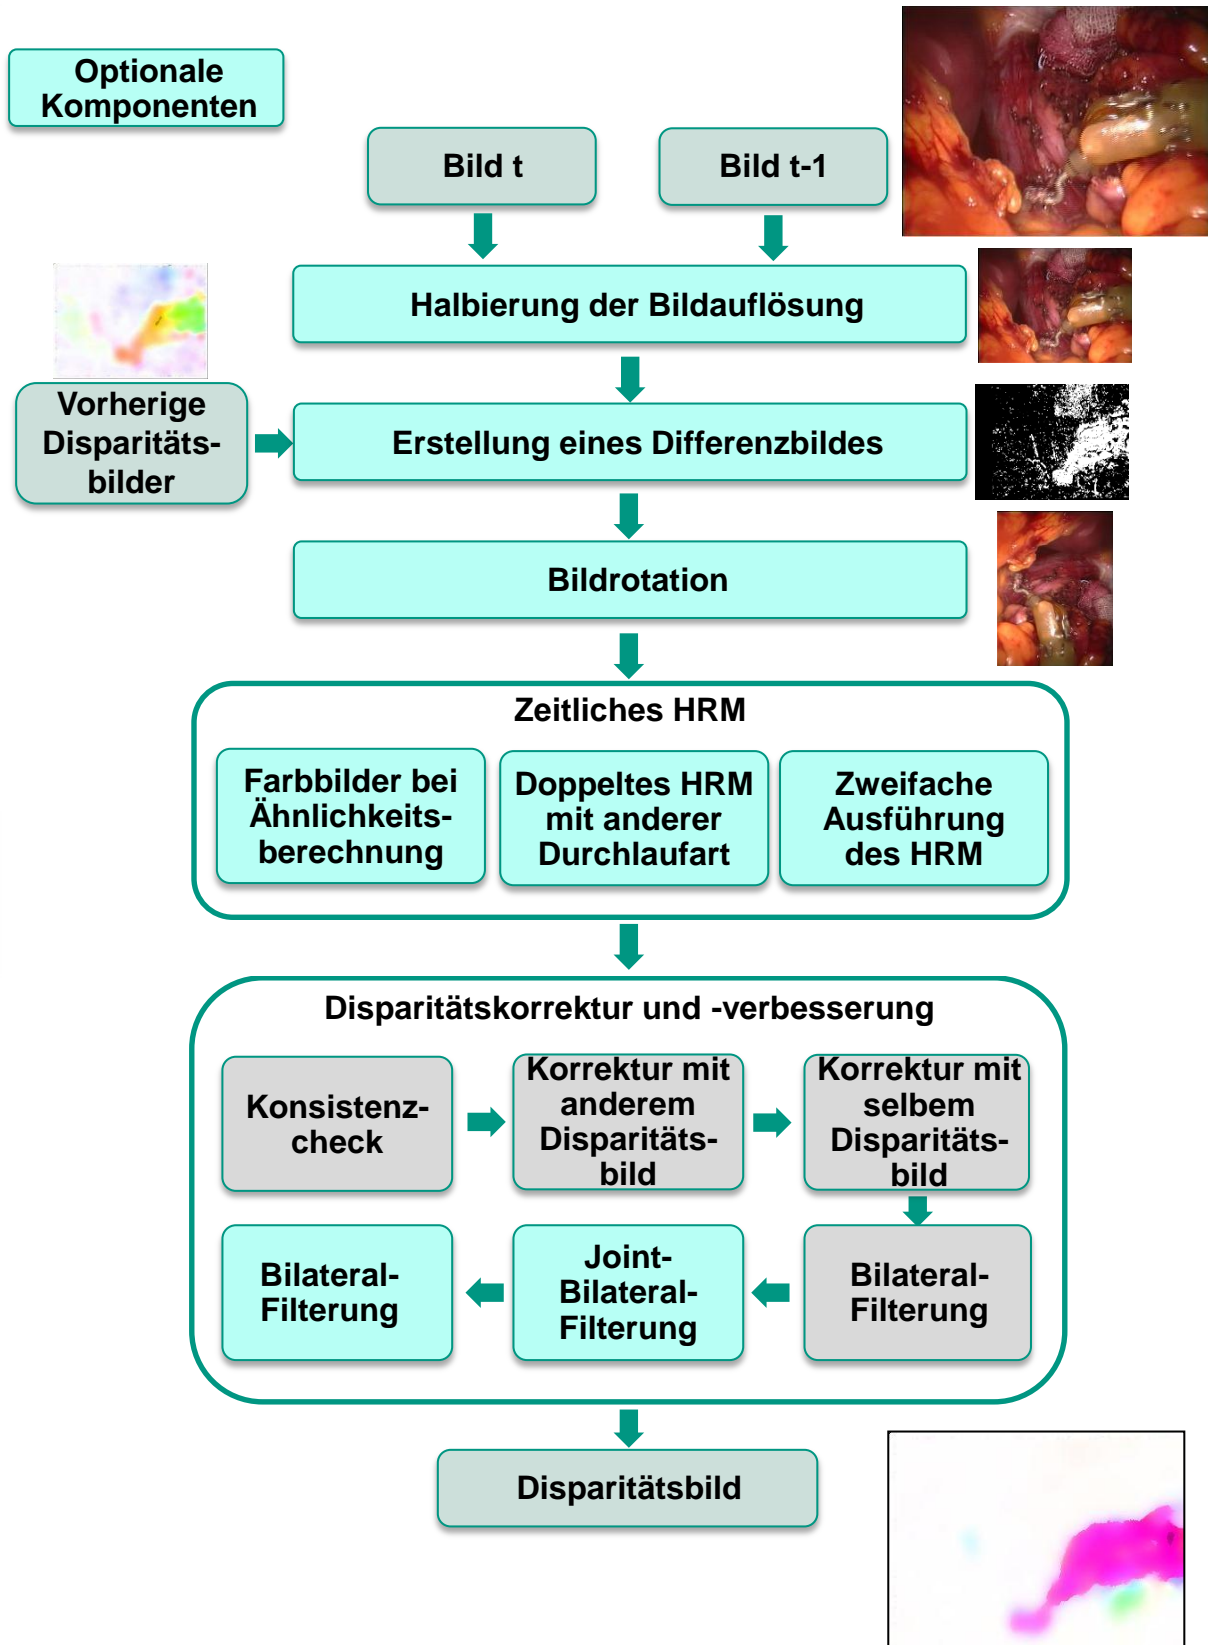 Optionale
Komponenten
Bild t
Bild t-1
Halbierung der Bildauflösung
Vorherige
Disparitäts-
bilder
Erstellung eines Differenzbildes
Bildrotation
Zeitliches HRM
Farbbilder bei
Ähnlichkeits-
berechnung
Doppeltes HRM
mit anderer
Durchlaufart
Zweifache
Ausführung
des HRM
Disparitätskorrektur und -verbesserung
Konsistenz-
check
Korrektur mit
anderem
Disparitäts-
bild
Korrektur mit
selbem
Disparitäts-
bild
Bilateral-
Filterung
Joint-
Bilateral-
Filterung
Bilateral-
Filterung
Disparitätsbild